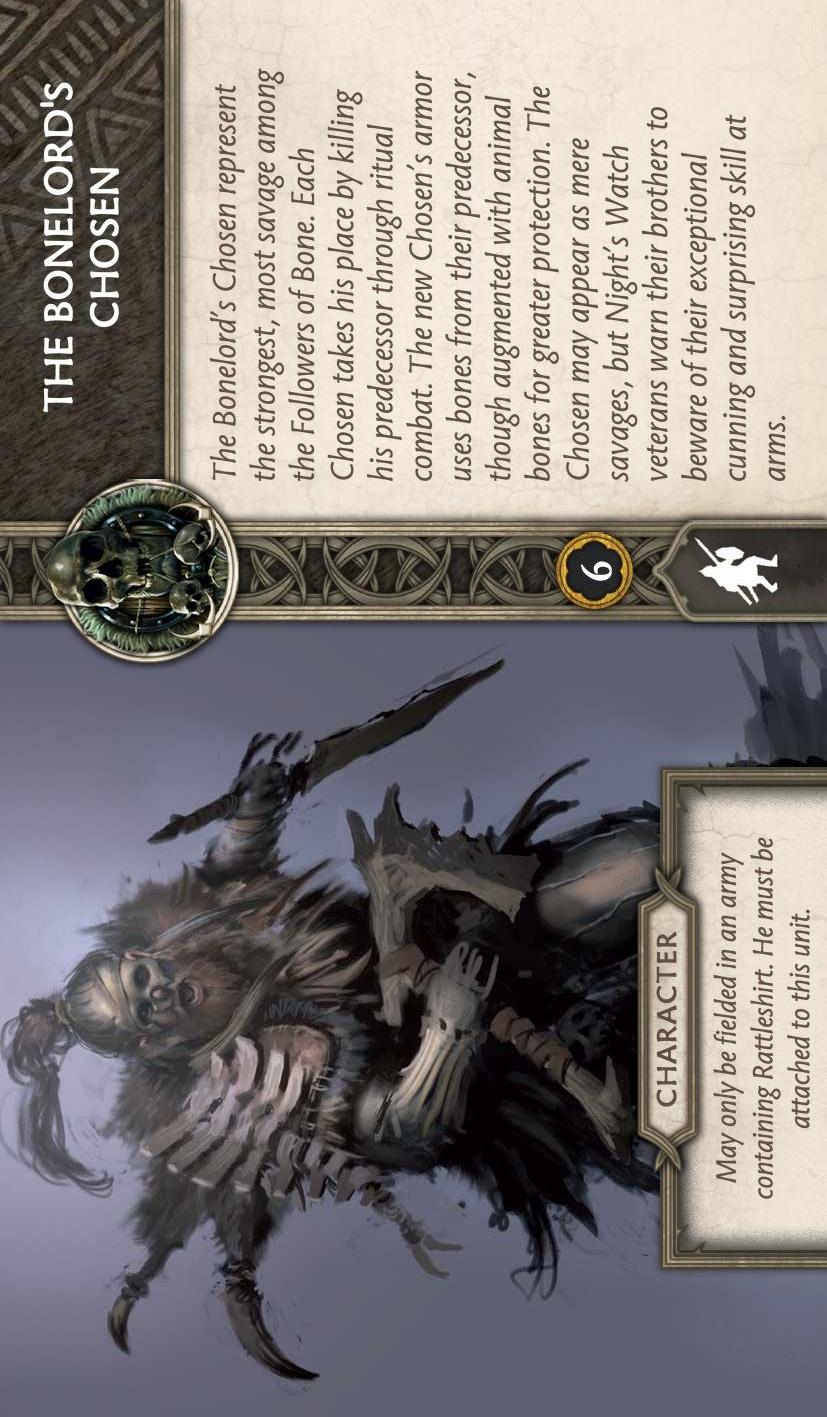 THE BONELORD'S
CHOSEN
The Bonelord's Chosen represent
the strongest, most savage among
the Followers of Bone. Each
Chosen takes his place by killing
his predecessor through ritual
combat. The new Chosen's armor
uses bones from their predecessor,
though augmented with animal
bones for greater protection. The
Chosen may appear as mere
savages, but Night's Watch
veterans warn their brothers to
beware of their exceptional
cunning and surprising skill at
arms.
6
CHARACTER
May only be fielded in an army
containing Rattleshirt. He must be
attached to this unit.